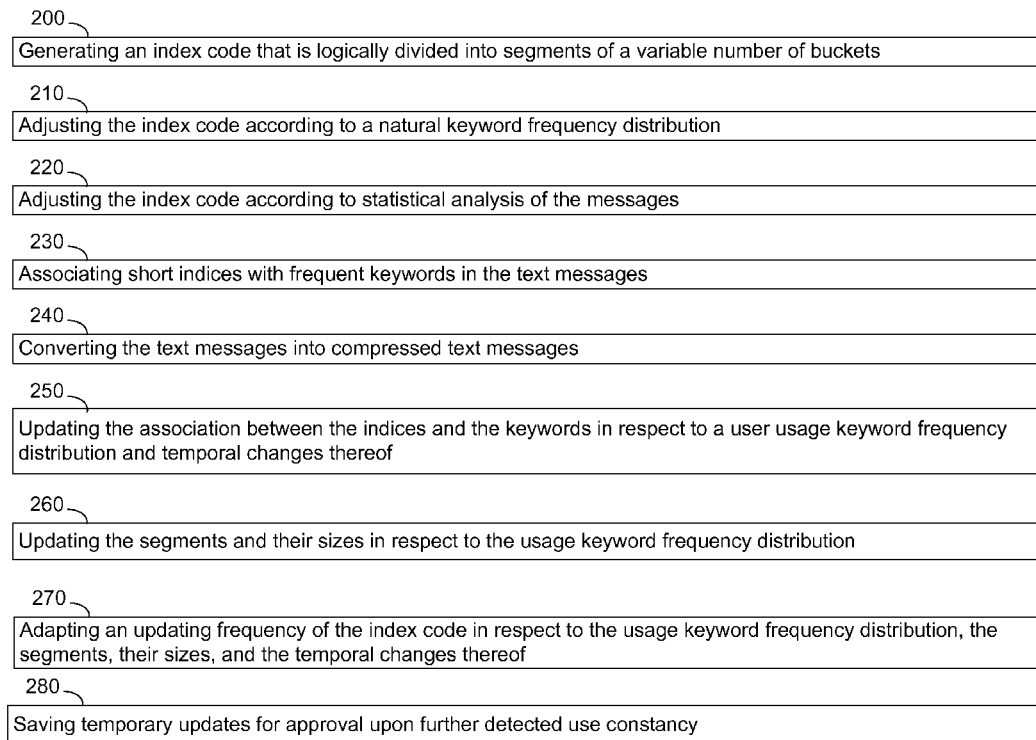 200
Generating an index code that is logically divided into segments of a variable number of buckets
210
Adjusting the index code according to a natural keyword frequency distribution
220
Adjusting the index code according to statistical analysis of the messages
230
Associating short indices with frequent keywords in the text messages
240
Converting the text messages into compressed text messages
250
Updating the association between the indices and the keywords in respect to a user usage keyword frequency
distribution and temporal changes thereof
260
Updating the segments and their sizes in respect to the usage keyword frequency distribution
270
Adapting an updating frequency of the index code in respect to the usage keyword frequency distribution, the
segments, their sizes, and the temporal changes thereof
280
Saving temporary updates for approval upon further detected use constancy